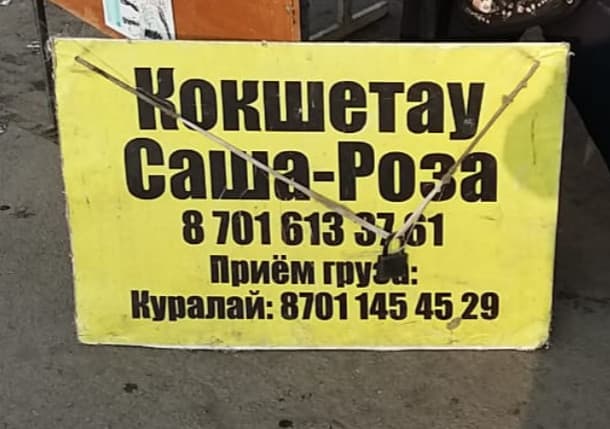 Кокшетау
Саша-Роза
8 701 613 37 61
Приём груза:
Куралай: 8701 145 45 29